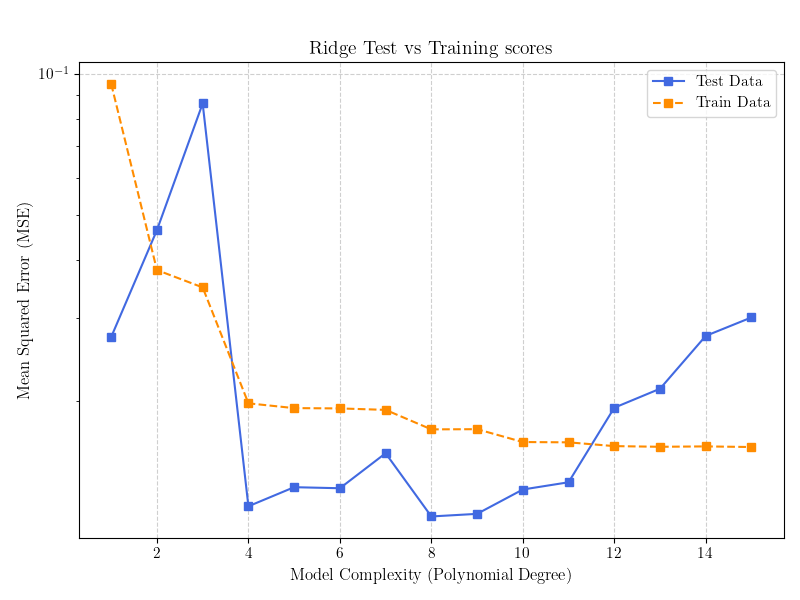 Ridge Test vs Training scores
10⁻¹
Test Data
Train Data
Mean Squared Error (MSE)
2
4
6
8
10
12
14
Model Complexity (Polynomial Degree)